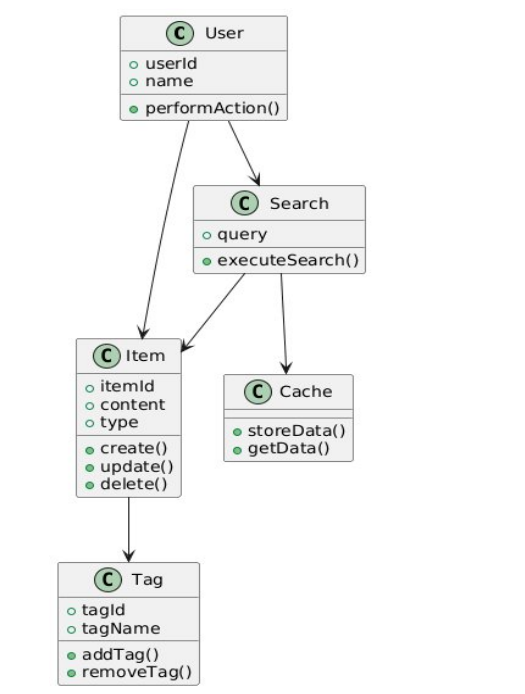 C User
userId
name
performAction()
C Search
query
executeSearch()
C Item
itemId
content
type
create()
update()
delete()
C Cache
storeData()
getData()
C Tag
tagId
tagName
addTag()
removeTag()